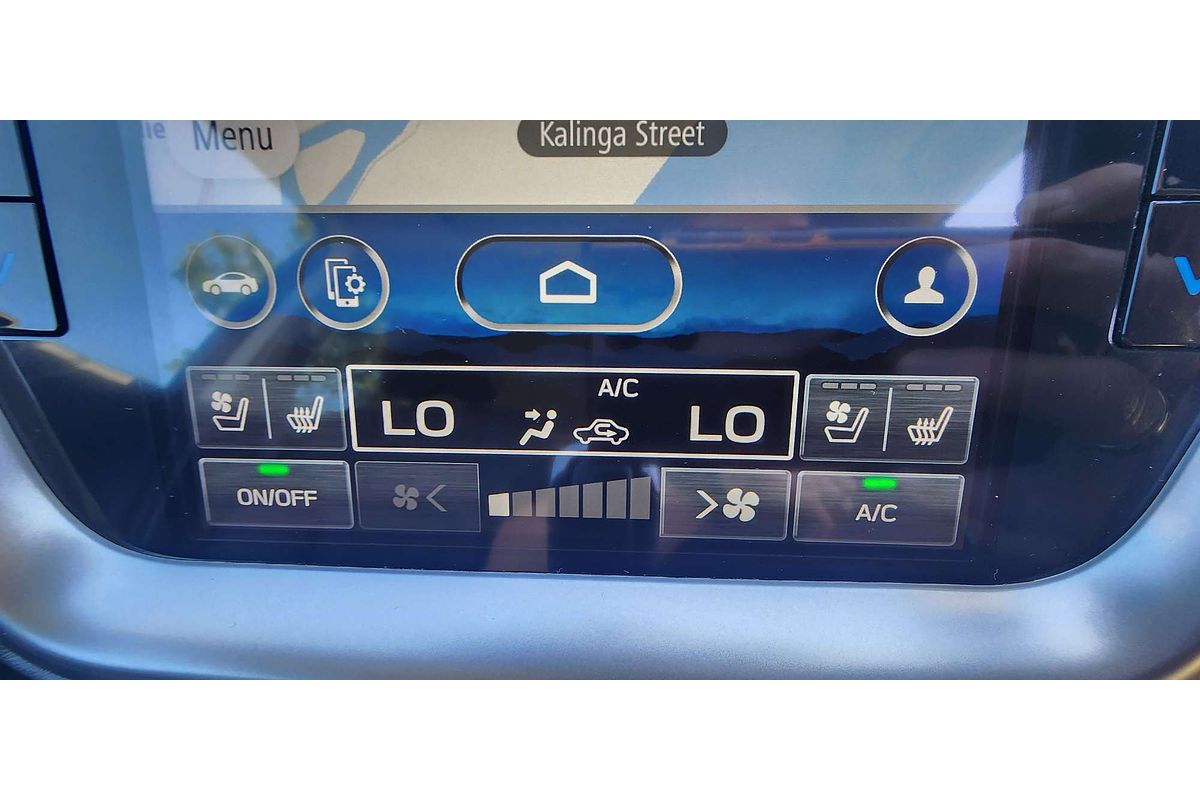 Menu
Kalinga Street
A/C
LO
LO
ON/OFF
A/C